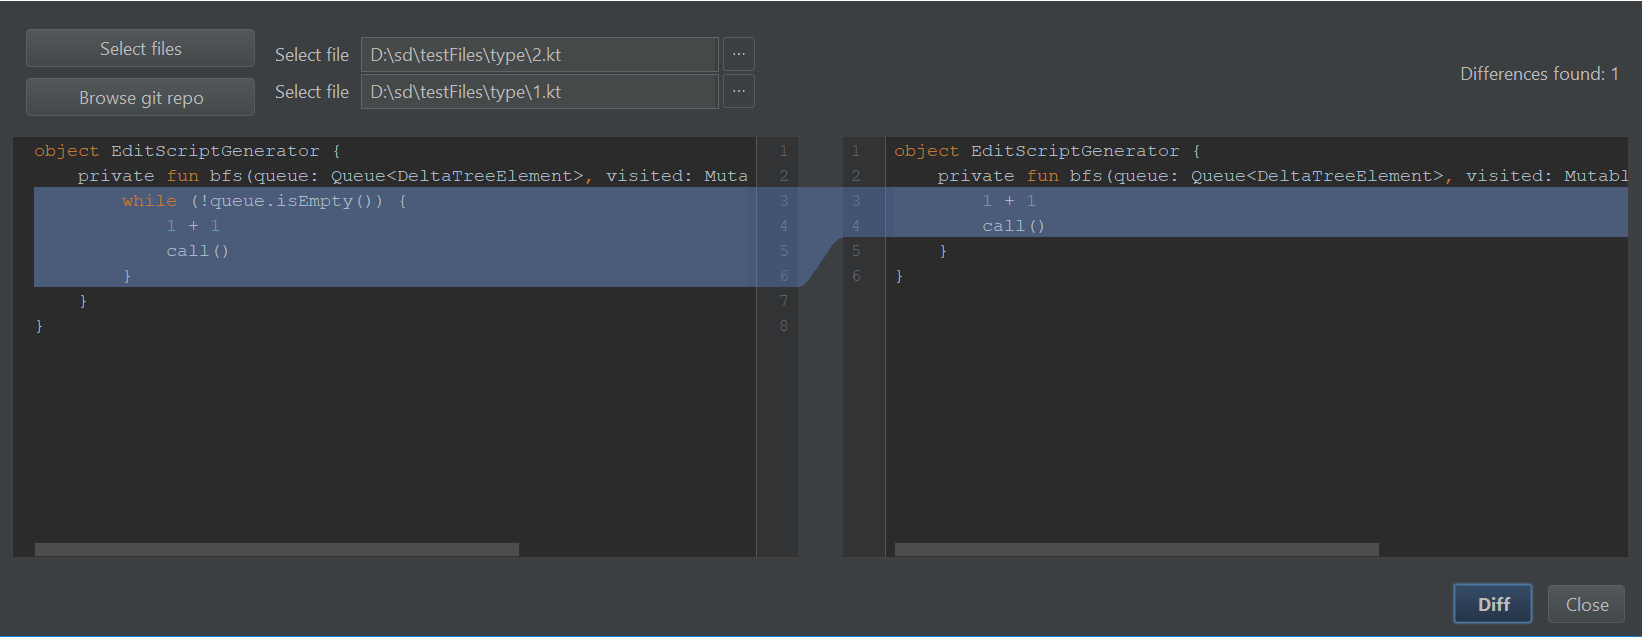 Select files
Select file D:\sd\testFiles\type\2.kt ...
Differences found: 1
Browse git repo
Select file D:\sd\testFiles\type\1.kt ...
object EditScriptGenerator { 1
private fun bfs(queue: Queue<DeltaTreeElement>, visited: Muta 2
while (!queue.isEmpty()) { 3
1 + 1 4
call() 5
} 6
} 7
} 8
1 object EditScriptGenerator {
2 private fun bfs(queue: Queue<DeltaTreeElement>, visited: Mutabl
3 1 + 1
4 call()
5 }
6 }
Diff
Close